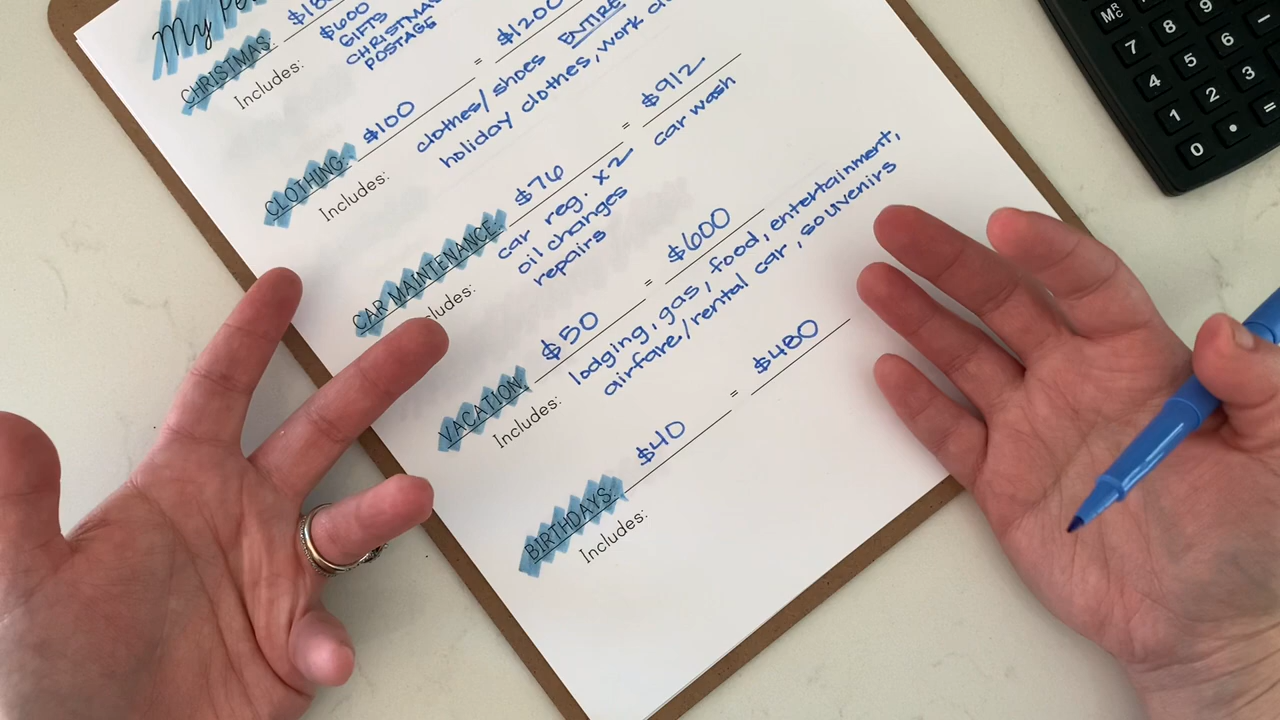 My
CHRISTMAS:
Includes: $600
GIFTS
CHRISTMAS
POSTAGE
CLOTHING: $100 = $1200
Includes: clothes/shoes ENTIRE
holiday clothes, work
CAR MAINTENANCE: $76 = $912
car reg. x2 car wash
oil changes
repairs
VACATION: $50 = $600
Includes: lodging, gas, food, entertainment,
airfare/rental car, souvenirs
BIRTHDAYS: $40 = $480
Includes:
MRC
7 8 9
4 5 6 -
1 2 3
0 • =